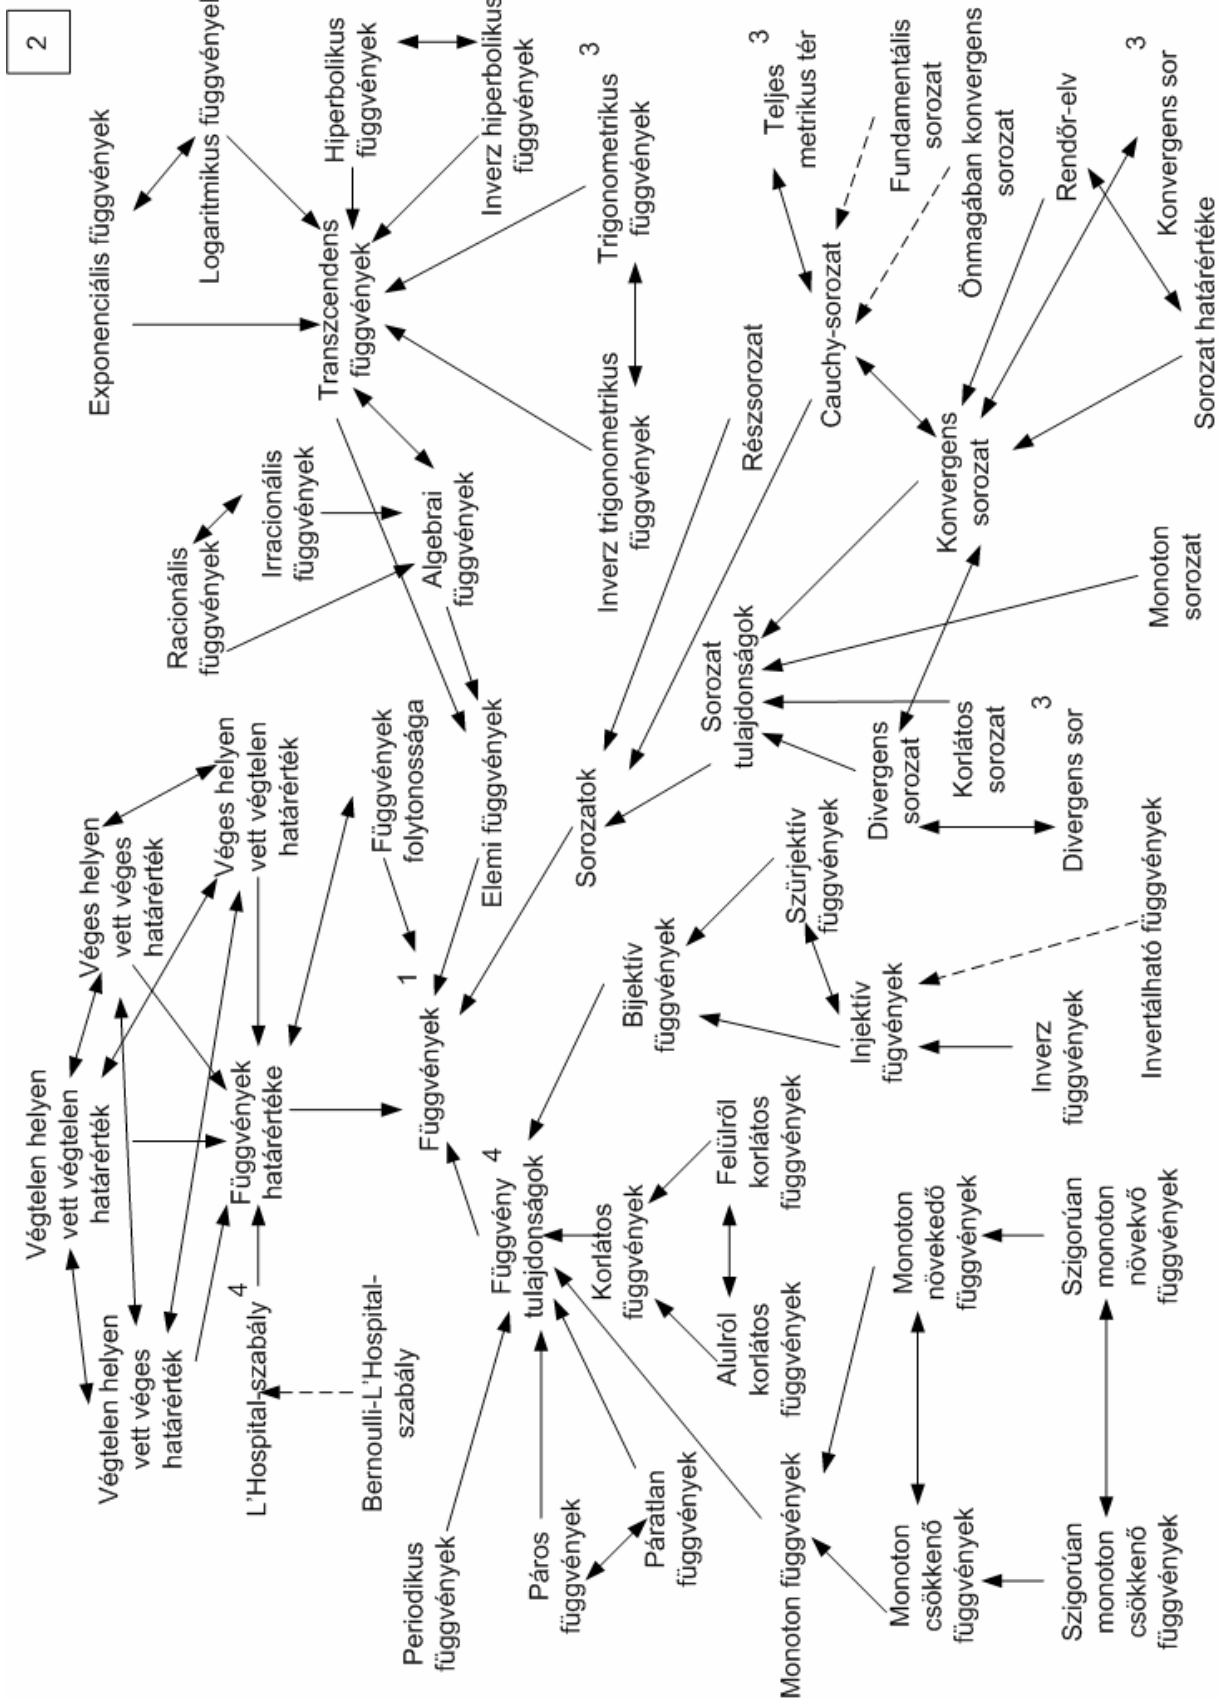 2
Végtelen helyen
vett végtelen
határérték
Véges helyen
vett véges
határérték
Exponenciális függvények
Végtelen helyen
vett véges
határérték
Véges helyen
vett végtelen
határérték
Racionális
függvények
Logaritmikus függvények
Függvények
határértéke
Irracionális
függvények
L'Hospital-szabály
4
Transzcendens
függvények
Hiperbolikus
függvények
Bernoulli-L'Hospital-
szabály
Függvények
folytonossága
1
Függvények
Algebrai
függvények
Periodikus
függvények
Függvény
tulajdonságok
4
Elemi függvények
Inverz hiperbolikus
függvények
Páros
függvények
Sorozatok
Inverz trigonometrikus
függvények
Trigonometrikus
függvények
3
Korlátos
függvények
Bijektív
függvények
Páratlan
függvények
Sorozat
tulajdonságok
Részsorozat
Alulról
korlátos
függvények
Felülről
korlátos
függvények
Teljes
metrikus tér
3
Monoton függvények
Szürjektív
függvények
Cauchy-sorozat
Injektív
fügvények
Divergens
sorozat
Fundamentális
sorozat
Monoton
csökkenő
függvények
Monoton
növekedő
függvények
Korlátos
sorozat
Konvergens
sorozat
Önmagában konvergens
sorozat
Inverz
függvények
3
Divergens sor
Rendőr-elv
Szigorúan
monoton
csökkenő
függvények
Szigorúan
monoton
növekvő
függvények
Invertálható függvények
Monoton
sorozat
3
Konvergens sor
Sorozat határértéke